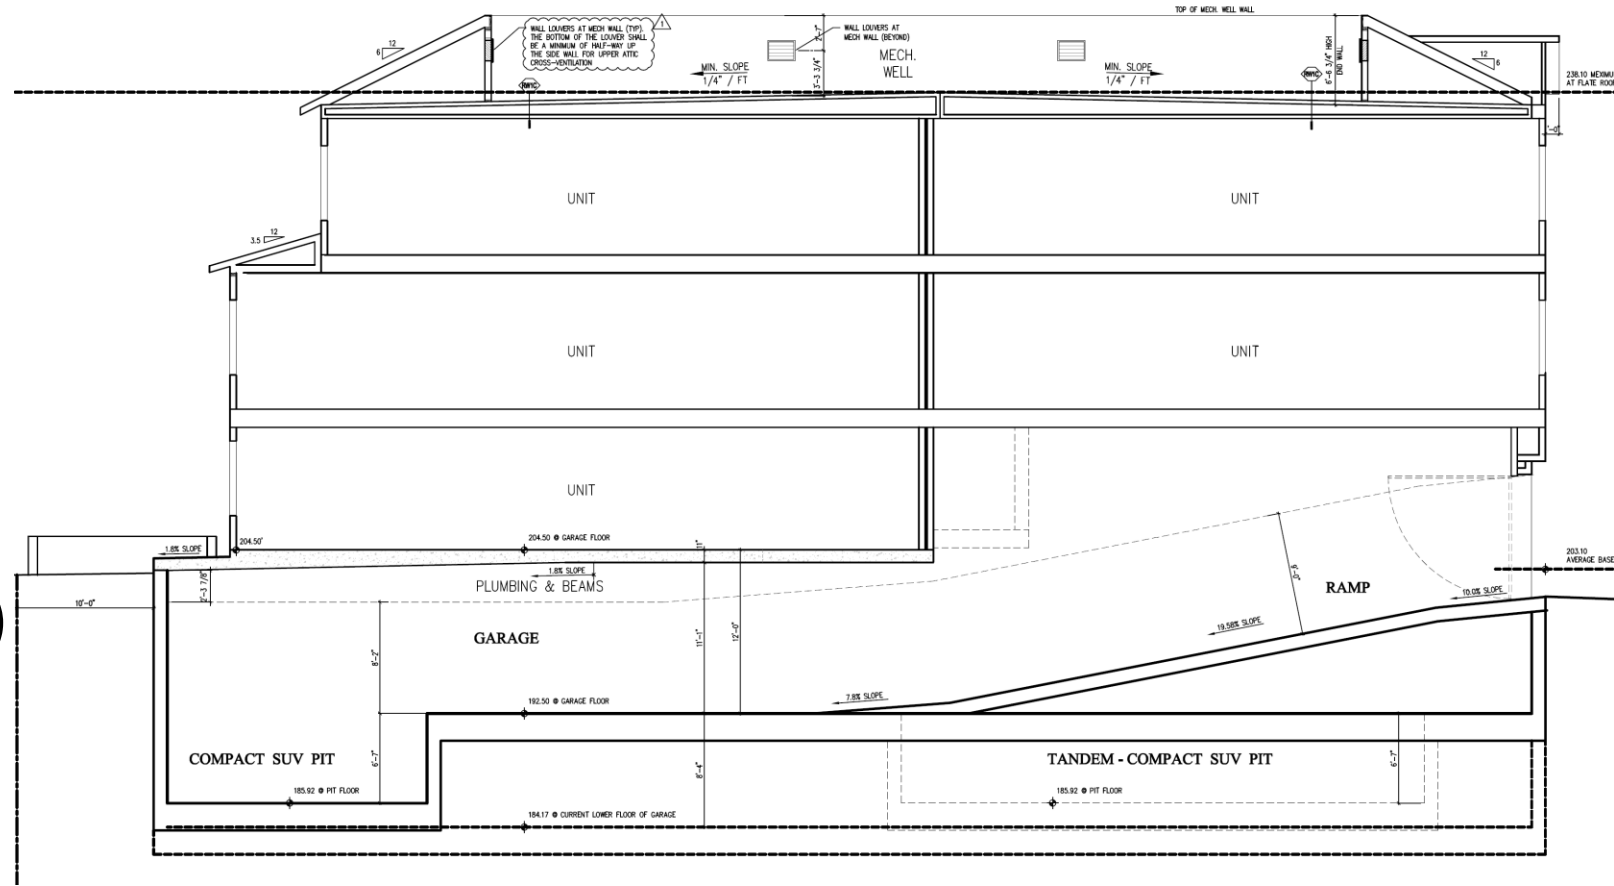 TOP OF MECH. WELL WALL
WALL LOUVERS AT MECH WALL (TYP).
THE BOTTOM OF THE LOUVER SHALL
BE A MINIMUM OF HALF-WAY UP
THE SIDE WALL FOR UPPER ATTIC
CROSS-VENTILATION
1
WALL LOUVERS AT
MECH WALL (BEYOND)
MECH.
WELL
2'-7"
3'-3 3/4"
6'-6 3/4" HIGH
END WALL
12
6
12
6
MIN. SLOPE
1/4" / FT
MIN. SLOPE
1/4" / FT
AT FLATE ROO
238.10
UNIT
UNIT
12
3.5
UNIT
UNIT
UNIT
204.50'
204.50 @ GARAGE FLOOR
1.8% SLOPE
1.8% SLOPE
11"
PLUMBING & BEAMS
10'-0"
GARAGE
8'-2"
11'-1"
12'-0"
RAMP
203.10
AVERAGE BASE
10.0% SLOPE
19.58% SLOPE
7.8% SLOPE
192.50 @ GARAGE FLOOR
COMPACT SUV PIT
6'-7"
8'-4"
TANDEM - COMPACT SUV PIT
6'-7"
185.92 @ PIT FLOOR
185.92 @ PIT FLOOR
184.17 @ CURRENT LOWER FLOOR OF GARAGE